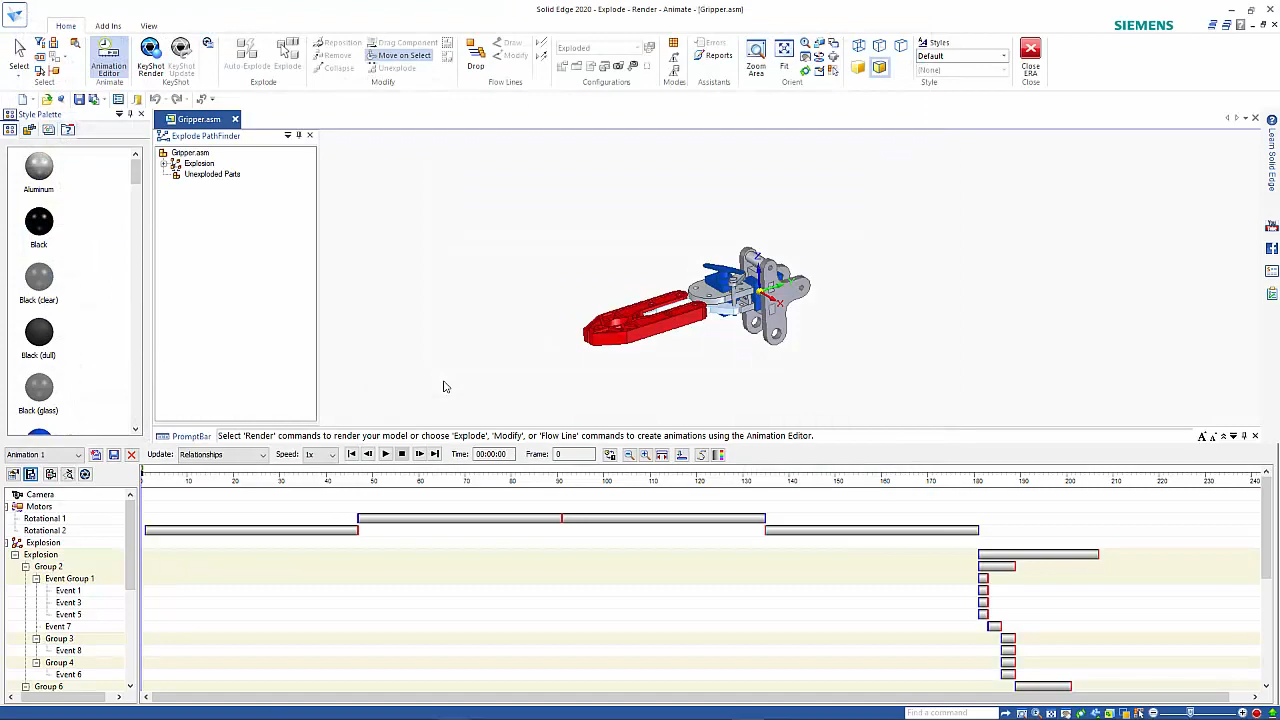 Solid Edge 2020 - Explode - Render - Animate - [Gripper.asm]
Home
Add Ins
View
SIEMENS
Select
Select
Animation Editor
Animate
KeyShot Render
KeyShot Update
KeyShot
Auto-Explode
Explode
Explode
Reposition
Remove
Collapse
Drag Component
Move on Select
Unexplode
Modify
Drop
Draw
Modify
Flow Lines
Exploded
Configurations
Modes
Errors
Report
Assistants
Zoom Area
Fit
Orient
Styles
Default
(None)
Style
Close ERA
Close
Style Palette
Aluminum
Black
Black (clear)
Black (dull)
Black (glass)
Gripper.asm
Explode PathFinder
Gripper.asm
Explosion
Unexploded Parts
Z
X
Learn Solid Edge
PromptBar
Select 'Render' commands to render your model or choose 'Explode', 'Modify', or 'Flow Line' commands to create animations using the Animation Editor.
Animation 1
Update:
Relationships
Speed:
1x
Time:
00:00:00
Frame:
0
10 20 30 40 50 60 70 80 90 100 110 120 130 140 150 160 170 180 190 200 210 220 230 240
Camera
Motors
Rotational 1
Rotational 2
Explosion
Explosion
Group 2
Event Group 1
Event 1
Event 3
Event 5
Event 7
Group 3
Event 8
Group 4
Event 6
Group 6
Find a command